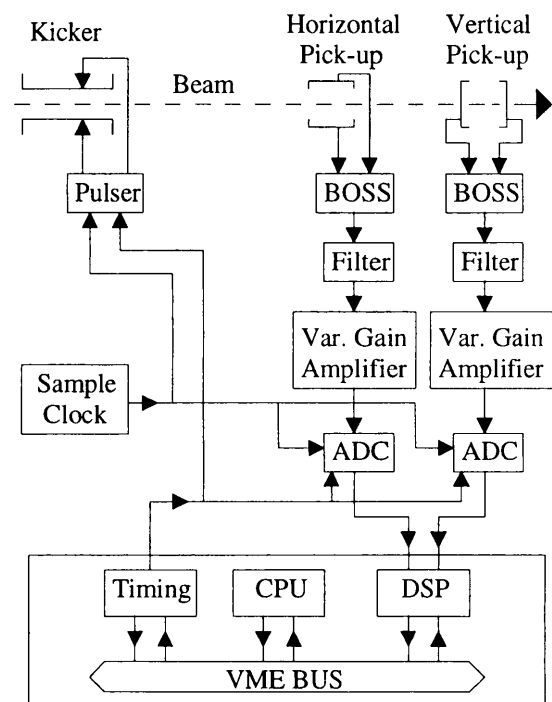 Kicker
Beam
Horizontal
Pick-up
Vertical
Pick-up
Pulser
BOSS
BOSS
Filter
Filter
Var. Gain
Amplifier
Var. Gain
Amplifier
Sample
Clock
ADC
ADC
Timing
CPU
DSP
VME BUS